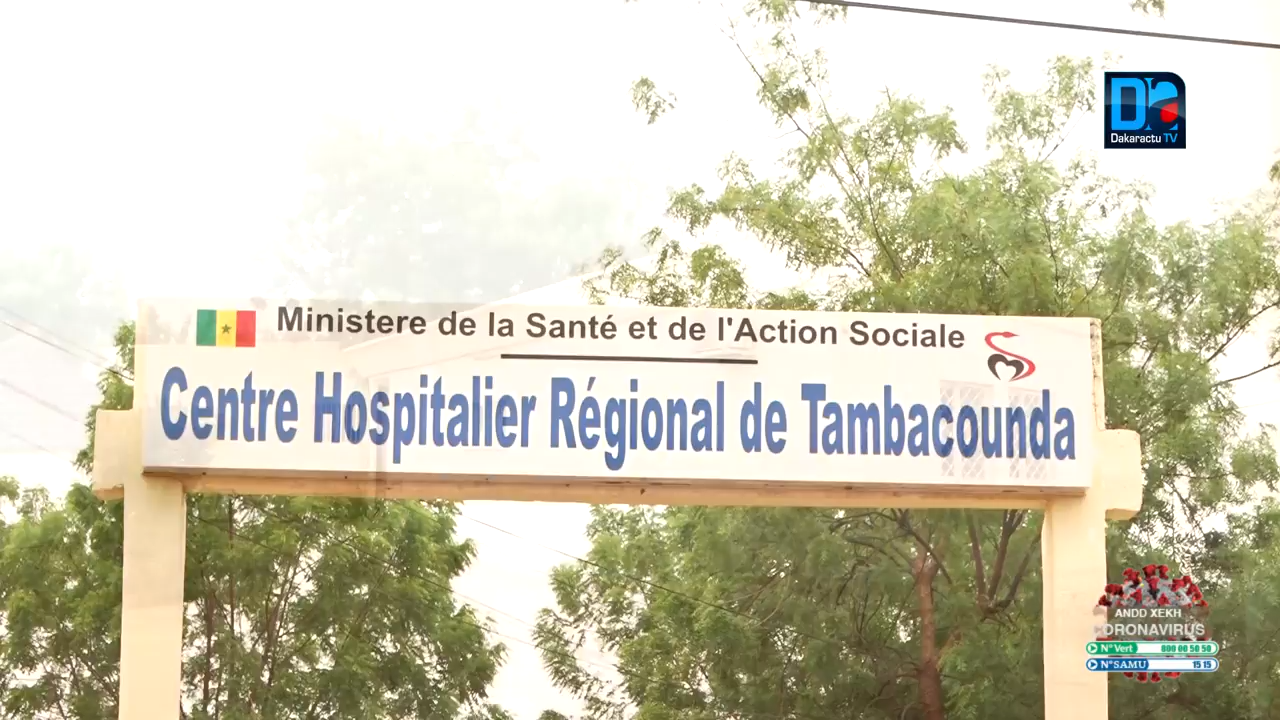 Dakaractu TV
Ministere de la Santé et de l'Action Sociale
Centre Hospitalier Régional de Tambacounda
ANDD XEKH
CORONAVIRUS
N° Vert 800 00 50 50
N° SAMU 15 15